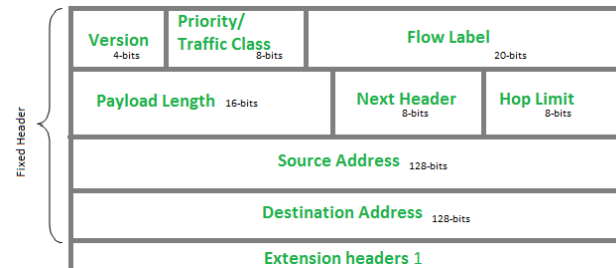 Version
4-bits
Priority/
Traffic Class
8-bits
Flow Label
20-bits
Payload Length 16-bits
Next Header
8-bits
Hop Limit
8-bits
Source Address 128-bits
Destination Address 128-bits
Extension headers 1
Fixed Header